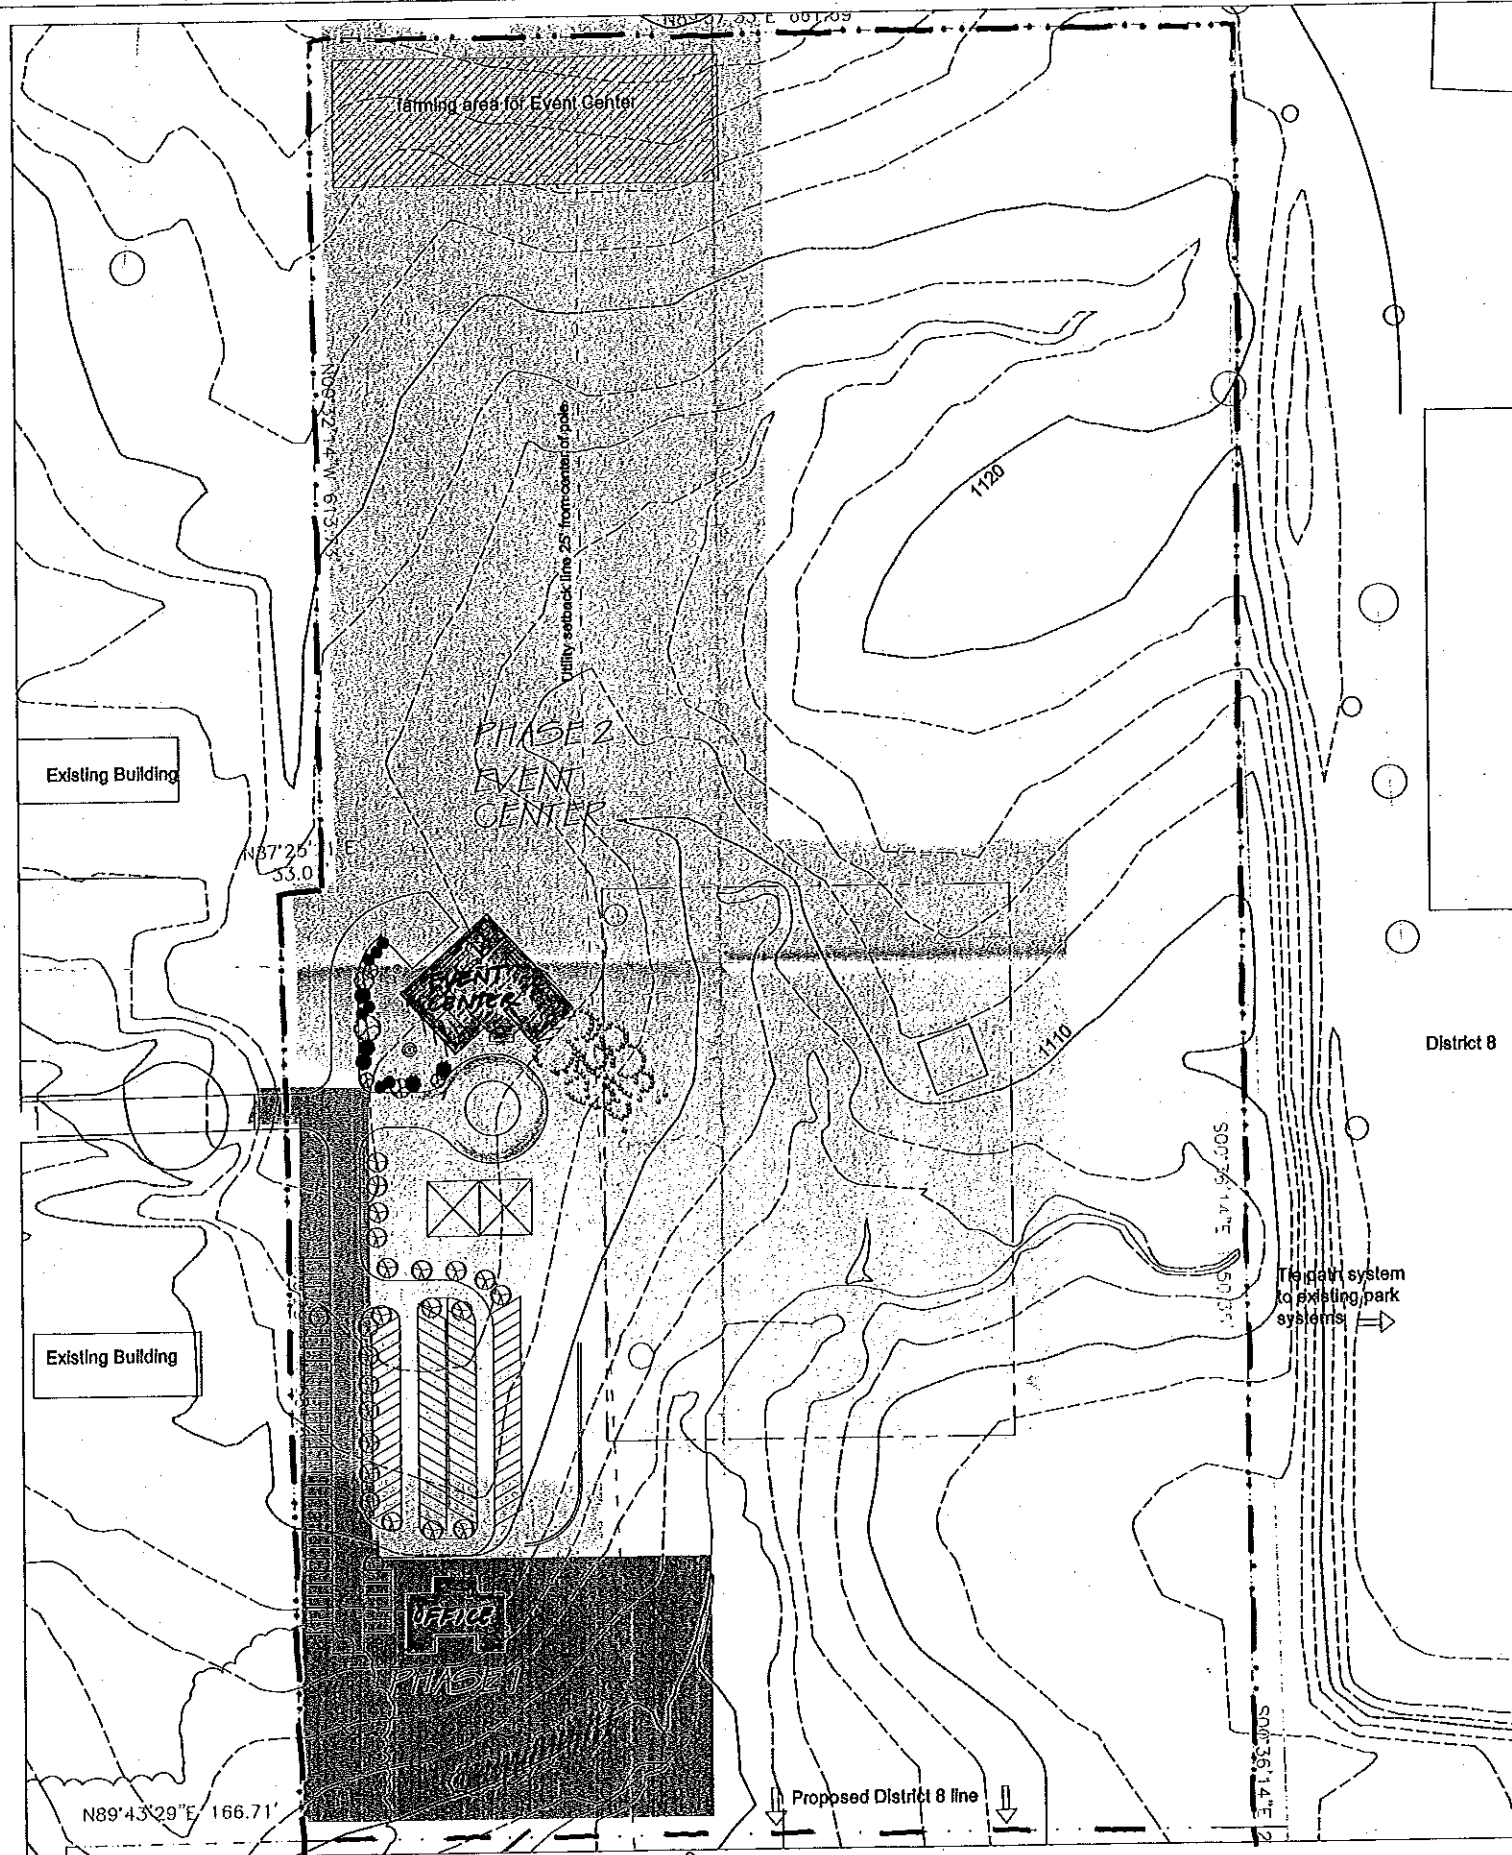 farming area for Event Center
Utility setback line 25' from center of pole
1120
PHASE 2
EVENT
CENTER
Existing Building
33.0
EVENT
CENTER
1110
District 8
Tie path system
to existing park
systems
Existing Building
OFFICE
PHASE 1
Proposed District 8 line
N89°43'29"E 166.71'
S00°36'14"E